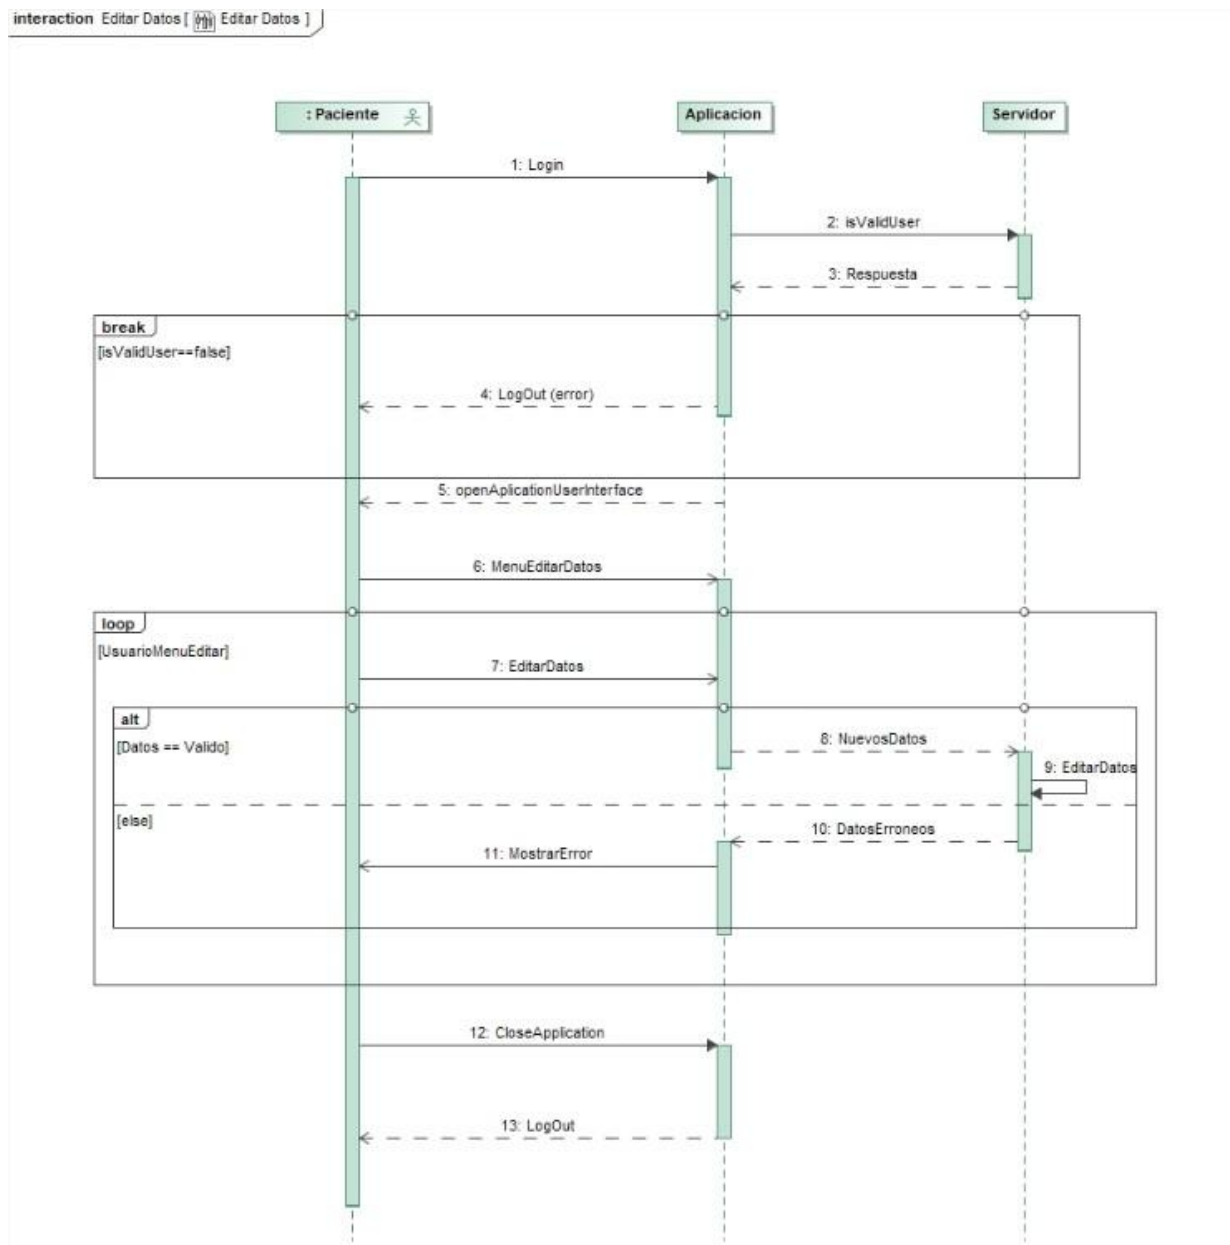 interaction Editar Datos [ Editar Datos ]
: Paciente
Aplicacion
Servidor
1: Login
2: isValidUser
3: Respuesta
break
[isValidUser==false]
4: LogOut (error)
5: openAplicationUserInterface
6: MenuEditarDatos
loop
[UsuarioMenuEditar]
7: EditarDatos
alt
[Datos == Valido]
8: NuevosDatos
9: EditarDatos
[else]
10: DatosErroneos
11: MostrarError
12: CloseApplication
13: LogOut